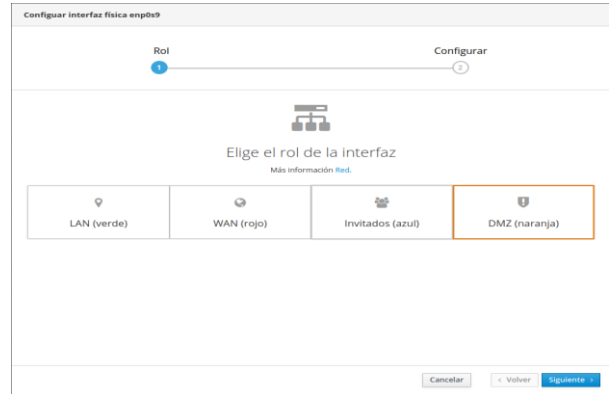 Configuar interfaz física enp0s9
Rol Configurar
1 2
Elige el rol de la interfaz
Más información Red.
LAN (verde) WAN (rojo) Invitados (azul) DMZ (naranja)
Cancelar < Volver Siguiente >